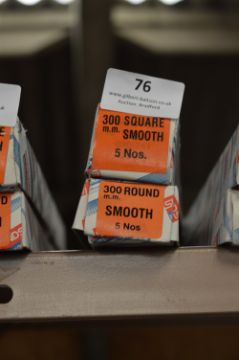 76
www.gilbert-baitson.co.uk
Auction, Bradford
300 SQUARE
m.m. SMOOTH
5 Nos.
300 ROUND
m.m.
SMOOTH
5 Nos